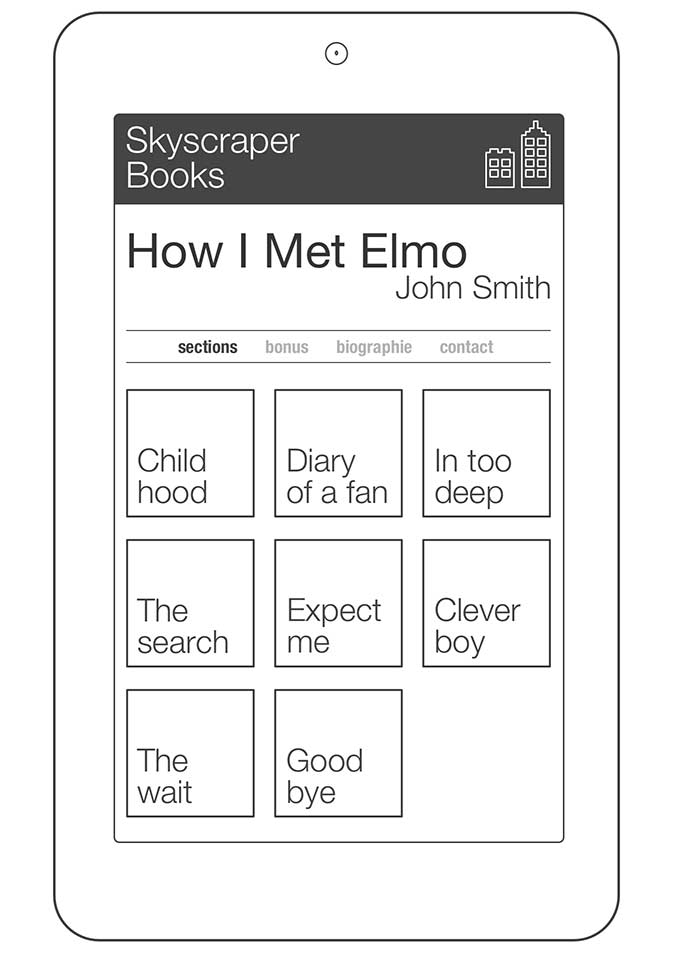 Skyscraper
Books
How I Met Elmo
John Smith
sections bonus biographie contact
Child
hood
Diary
of a fan
In too
deep
The
search
Expect
me
Clever
boy
The
wait
Good
bye